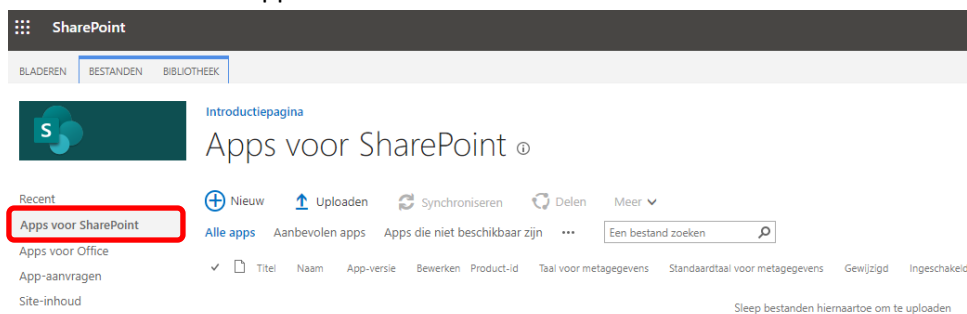 SharePoint
BLADEREN BESTANDEN BIBLIOTHEEK
S
Introductiepagina
Apps voor SharePoint
Recent
Apps voor SharePoint
Apps voor Office
App-aanvragen
Site-inhoud
Nieuw Uploaden Synchroniseren Delen Meer
Alle apps Aanbevolen apps Apps die niet beschikbaar zijn ••• Een bestand zoeken
Titel Naam App-versie Bewerken Product-id Taal voor metagegevens Standaardtaal voor metagegevens Gewijzigd Ingeschakeld
Sleep bestanden hiernaartoe om te uploaden